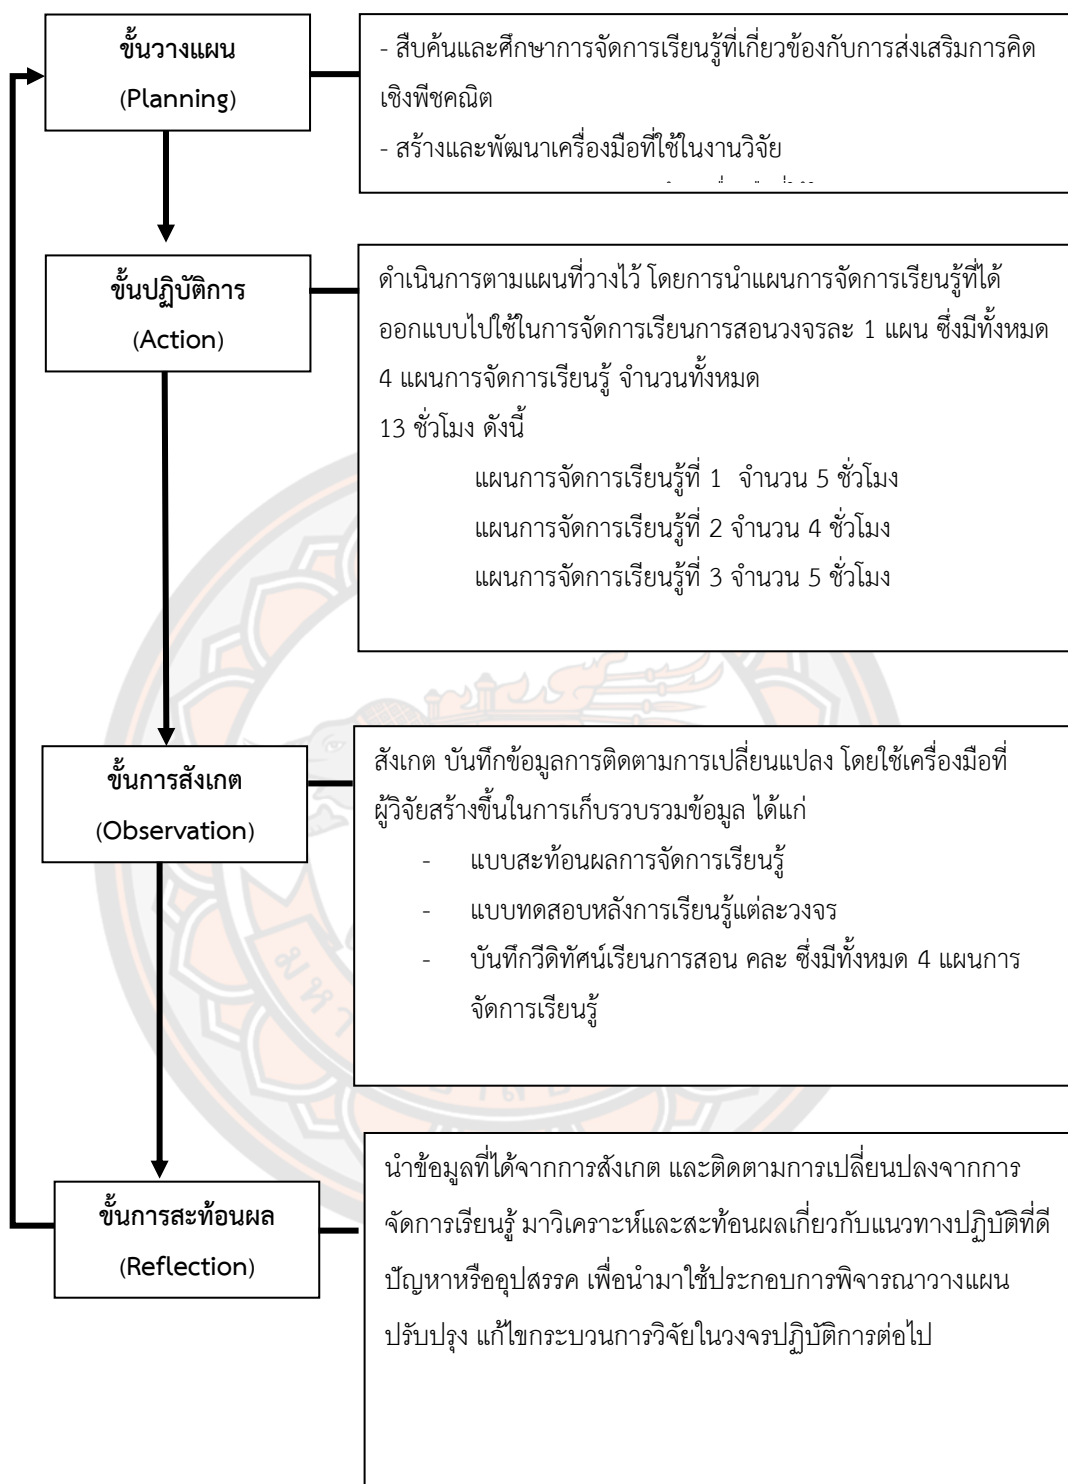 ขั้นวางแผน
(Planning)
- สืบค้นและศึกษาการจัดการเรียนรู้ที่เกี่ยวข้องกับการส่งเสริมการคิด
เชิงพีชคณิต
- สร้างและพัฒนาเครื่องมือที่ใช้ในงานวิจัย
ขั้นปฏิบัติการ
(Action)
ดำเนินการตามแผนที่วางไว้ โดยการนำแผนการจัดการเรียนรู้ที่ได้
ออกแบบไปใช้ในการจัดการเรียนการสอนวงจรละ 1 แผน ซึ่งมีทั้งหมด
4 แผนการจัดการเรียนรู้ จำนวนทั้งหมด
13 ชั่วโมง ดังนี้
แผนการจัดการเรียนรู้ที่ 1 จำนวน 5 ชั่วโมง
แผนการจัดการเรียนรู้ที่ 2 จำนวน 4 ชั่วโมง
แผนการจัดการเรียนรู้ที่ 3 จำนวน 5 ชั่วโมง
ขั้นการสังเกต
(Observation)
สังเกต บันทึกข้อมูลการติดตามการเปลี่ยนแปลง โดยใช้เครื่องมือที่
ผู้วิจัยสร้างขึ้นในการเก็บรวบรวมข้อมูล ได้แก่
- แบบสะท้อนผลการจัดการเรียนรู้
- แบบทดสอบหลังการเรียนรู้แต่ละวงจร
- บันทึกวีดิทัศน์เรียนการสอน คละ ซึ่งมีทั้งหมด 4 แผนการ
จัดการเรียนรู้
ขั้นการสะท้อนผล
(Reflection)
นำข้อมูลที่ได้จากการสังเกต และติดตามการเปลี่ยนปลงจากการ
จัดการเรียนรู้ มาวิเคราะห์และสะท้อนผลเกี่ยวกับแนวทางปฏิบัติที่ดี
ปัญหาหรืออุปสรรค เพื่อนำมาใช้ประกอบการพิจารณาวางแผน
ปรับปรุง แก้ไขกระบวนการวิจัยในวงจรปฏิบัติการต่อไป